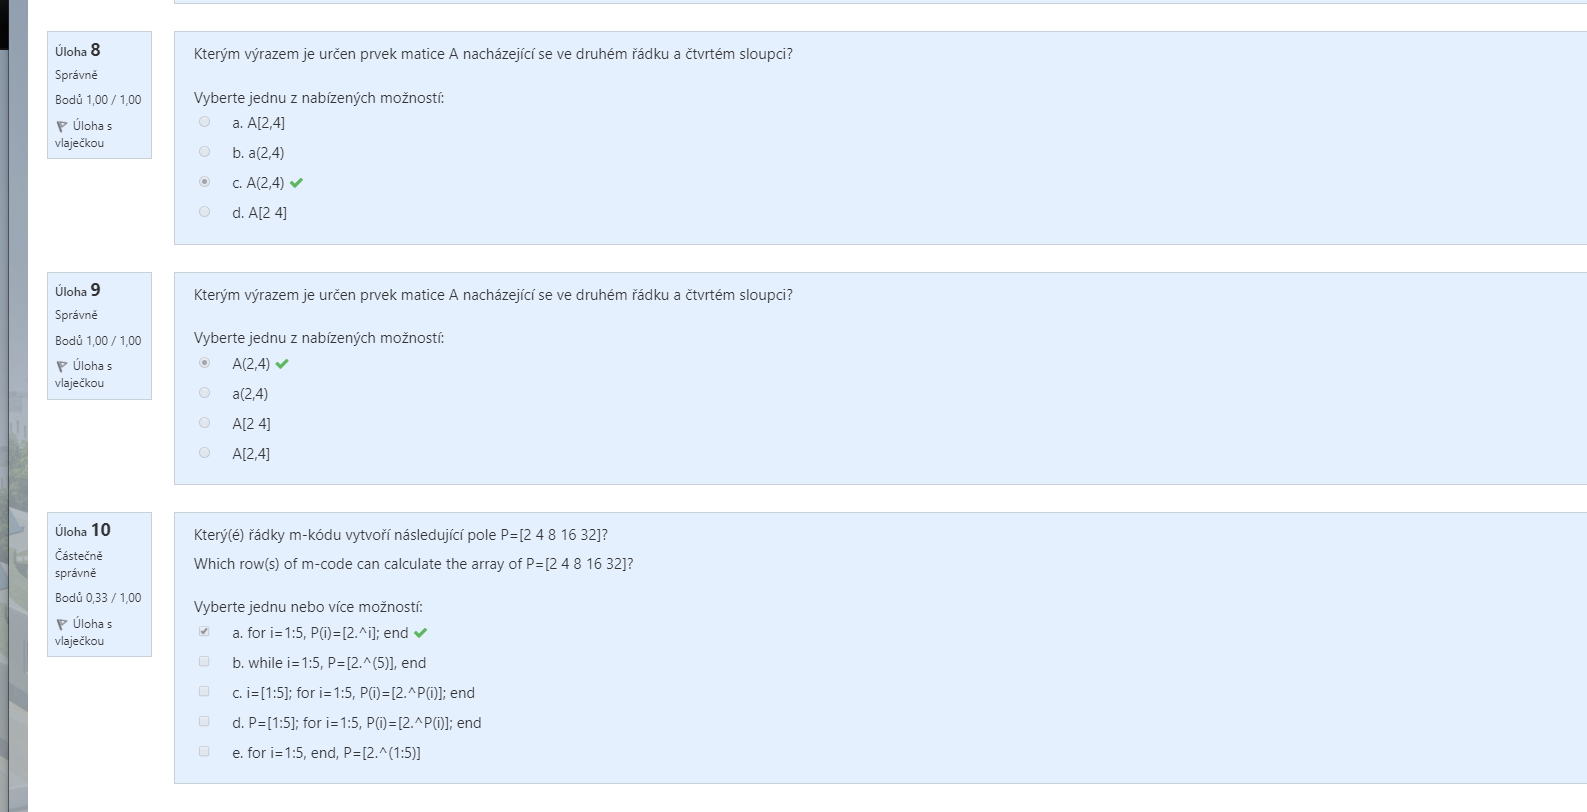 Úloha 8
Správně
Bodů 1,00 / 1,00
Úloha s
vlaječkou
Kterým výrazem je určen prvek matice A nacházející se ve druhém řádku a čtvrtém sloupci?
Vyberte jednu z nabízených možností:
a. A[2,4]
b. a(2,4)
c. A(2,4)
d. A[2 4]
Úloha 9
Správně
Bodů 1,00 / 1,00
Úloha s
vlaječkou
Kterým výrazem je určen prvek matice A nacházející se ve druhém řádku a čtvrtém sloupci?
Vyberte jednu z nabízených možností:
A(2,4)
a(2,4)
A[2 4]
A[2,4]
Úloha 10
Částečně
správně
Bodů 0,33 / 1,00
Úloha s
vlaječkou
Který(é) řádky m-kódu vytvoří následující pole P=[2 4 8 16 32]?
Which row(s) of m-code can calculate the array of P=[2 4 8 16 32]?
Vyberte jednu nebo více možností:
a. for i=1:5, P(i)=[2.^i]; end
b. while i=1:5, P=[2.^(5)], end
c. i=[1:5]; for i=1:5, P(i)=[2.^P(i)]; end
d. P=[1:5]; for i=1:5, P(i)=[2.^P(i)]; end
e. for i=1:5, end, P=[2.^(1:5)]